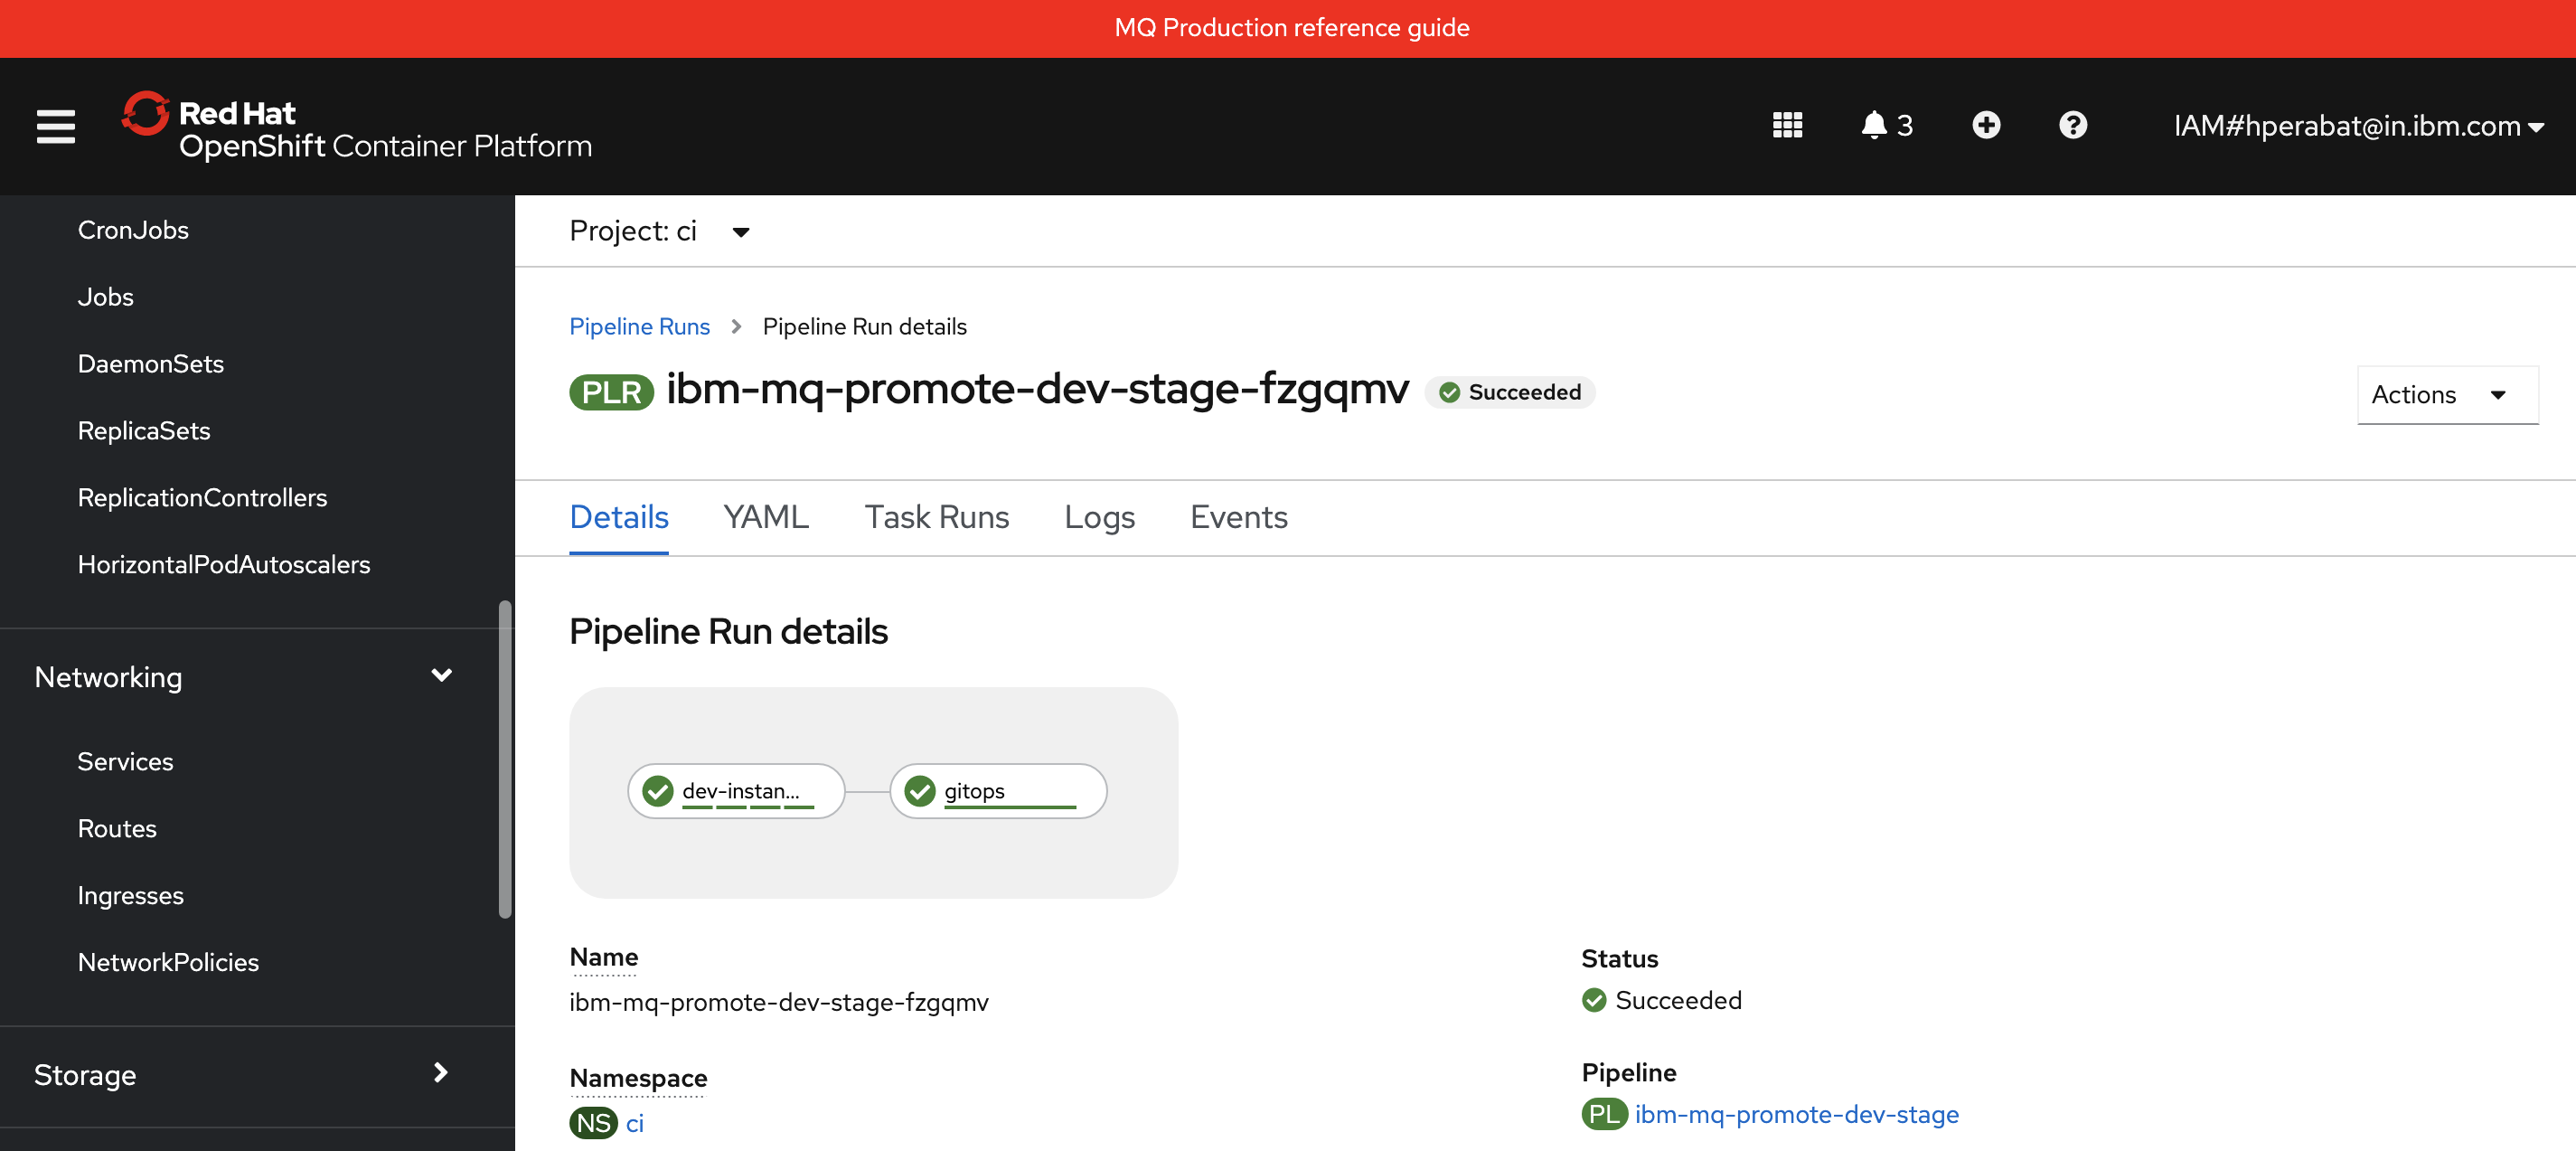 MQ Production reference guide
Red Hat
OpenShift Container Platform
3
IAM#hperabat@in.ibm.com
CronJobs
Jobs
DaemonSets
ReplicaSets
ReplicationControllers
HorizontalPodAutoscalers
Networking
Services
Routes
Ingresses
NetworkPolicies
Storage
Project: ci
Pipeline Runs > Pipeline Run details
PLR ibm-mq-promote-dev-stage-fzgqmv Succeeded
Actions
Details YAML Task Runs Logs Events
Pipeline Run details
dev-instan... gitops
Name
ibm-mq-promote-dev-stage-fzgqmv
Namespace
NS ci
Status
Succeeded
Pipeline
PL ibm-mq-promote-dev-stage